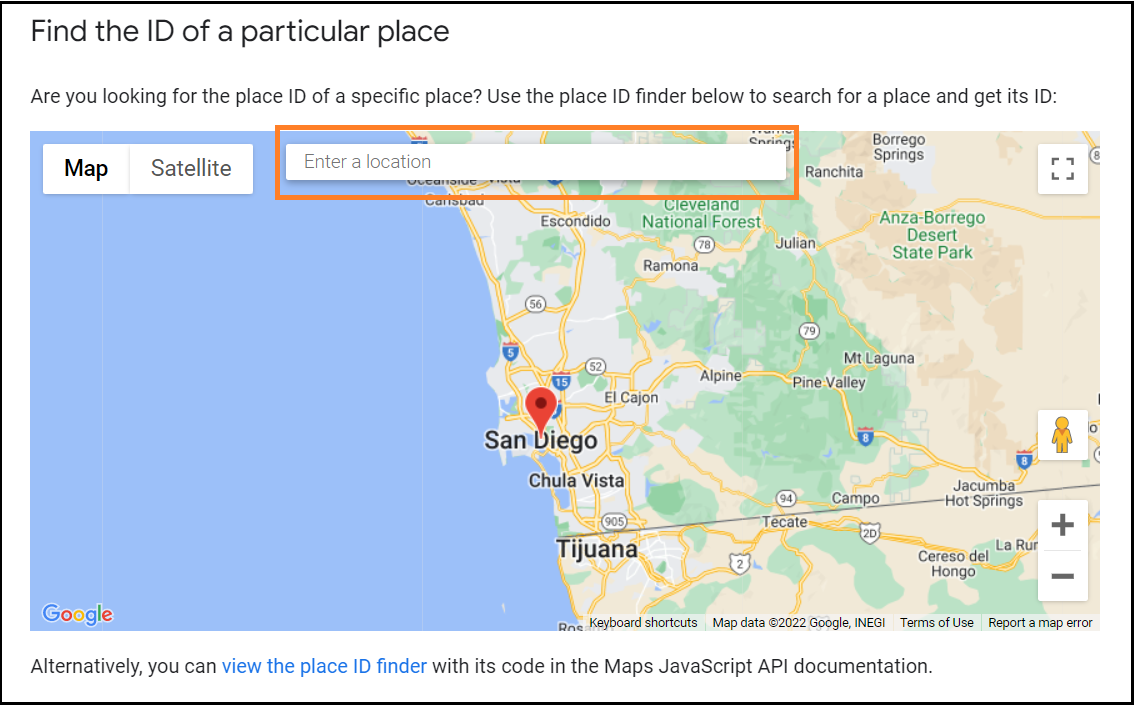 Find the ID of a particular place
Are you looking for the place ID of a specific place? Use the place ID finder below to search for a place and get its ID:
Map Satellite
Enter a location
Springs
Borrego
Springs
Ranchita
8
Oceanside Vista
Carlsbad
Escondido
Cleveland
National Forest
Anza-Borrego
Desert
State Park
78
Julian
Ramona
56
79
5
52
Mt Laguna
15
Alpine
Pine Valley
El Cajon
San Diego
8
8
Chula Vista
Jacumba
Hot Springs
94
Campo
905
Tecate
2D
Tijuana
La Rur
Cereso del
Hongo
2
Google
Keyboard shortcuts
Map data ©2022 Google, INEGI
Terms of Use
Report a map error
Alternatively, you can view the place ID finder with its code in the Maps JavaScript API documentation.